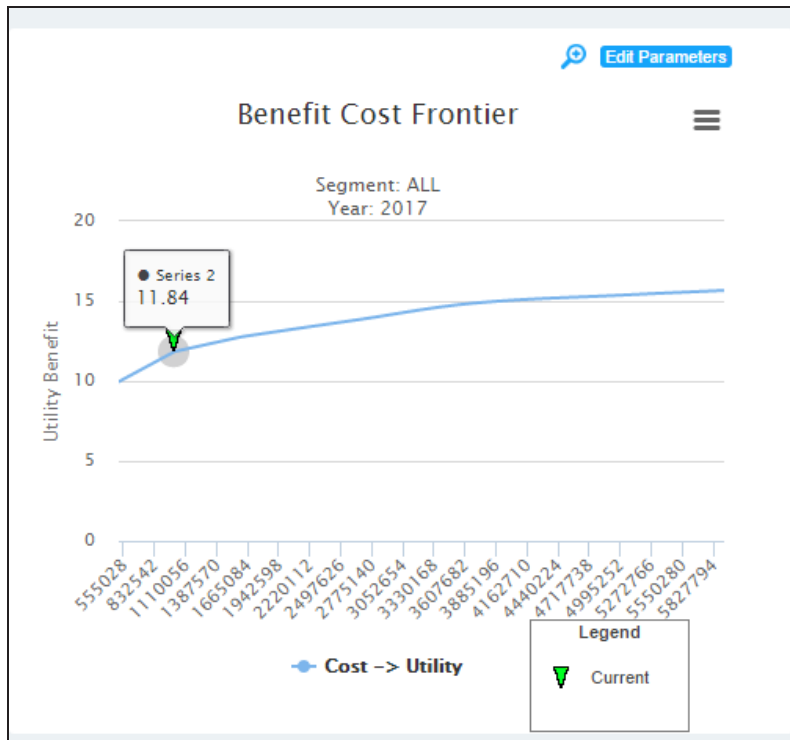 Edit Parameters
Benefit Cost Frontier
Segment: ALL
Year: 2017
20
15
10
5
0
Utility Benefit
● Series 2
11.84
555028
832542
1110056
1387570
1665084
1942598
2220112
2497626
2775140
3052654
3330168
3607682
3885196
4162710
4440224
4717738
4995252
5272766
5550280
5827794
Cost -> Utility
Legend
Current